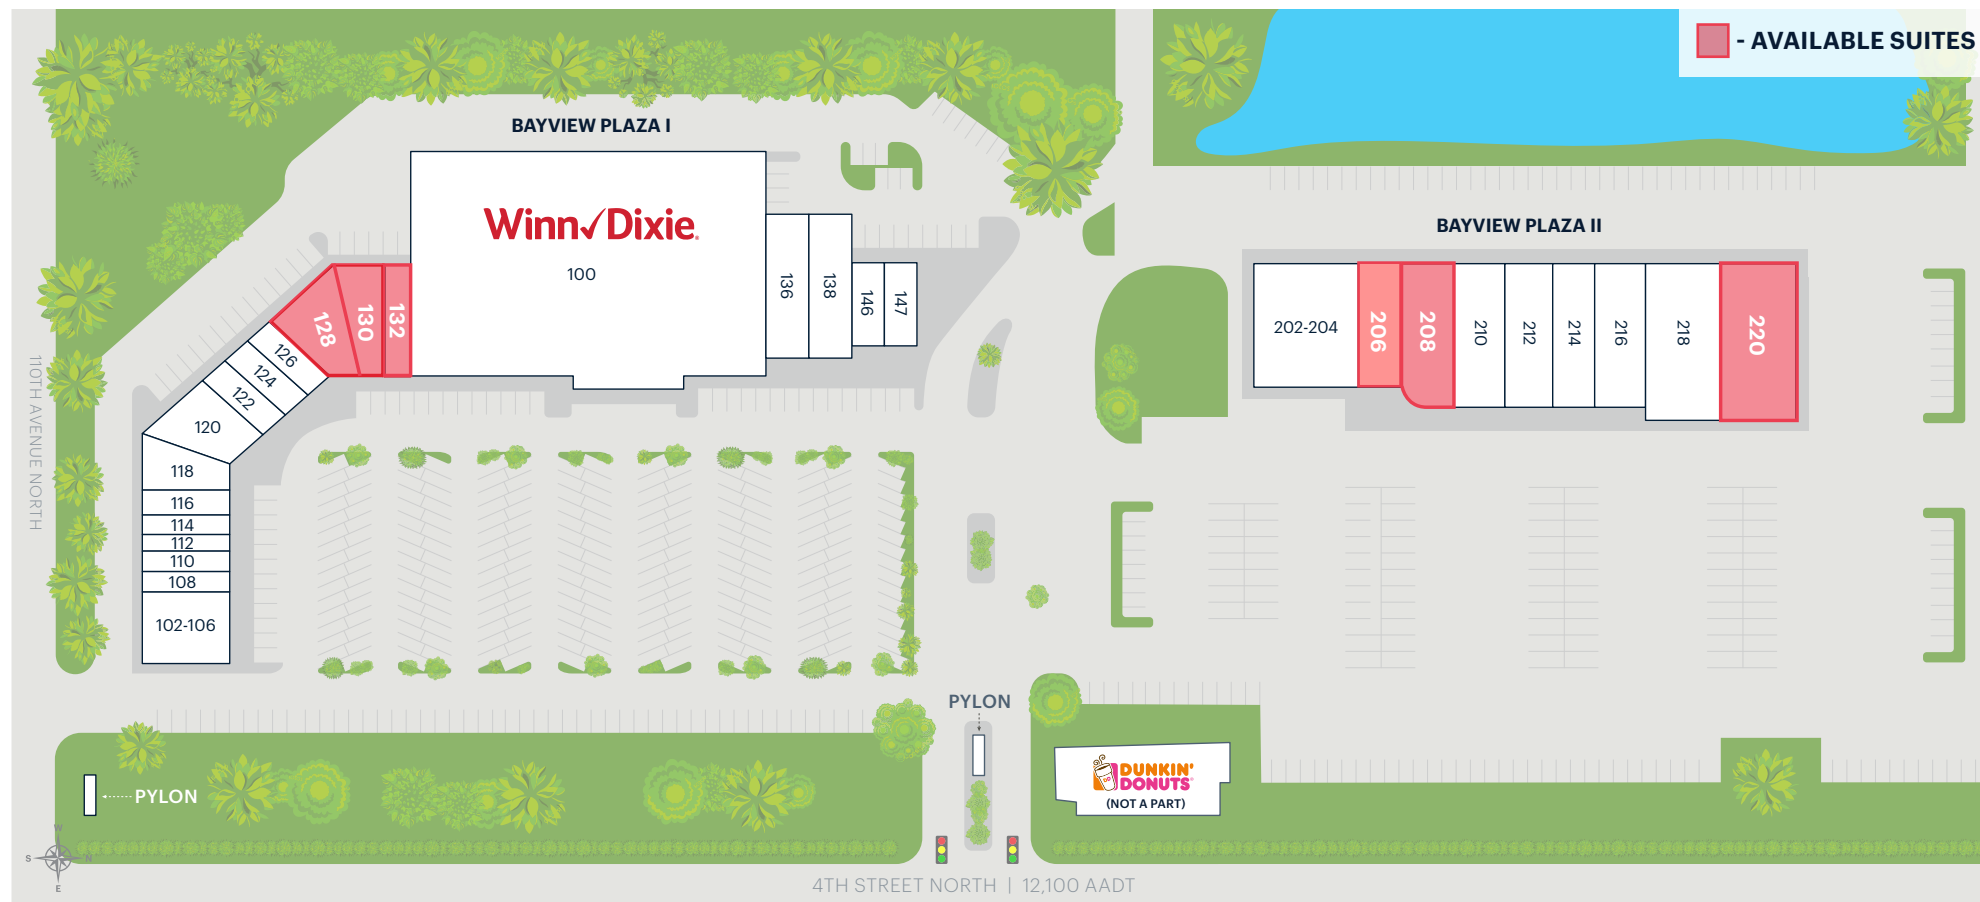 - AVAILABLE SUITES
BAYVIEW PLAZA I
Winn Dixie
100
BAYVIEW PLAZA II
136
138
146
147
128
130
132
126
124
122
120
118
116
114
112
110
108
102-106
202-204
206
208
210
212
214
216
218
220
110TH AVENUE NORTH
PYLON
DUNKIN'
DONUTS
(NOT A PART)
PYLON
W
S
N
E
4TH STREET NORTH | 12,100 AADT